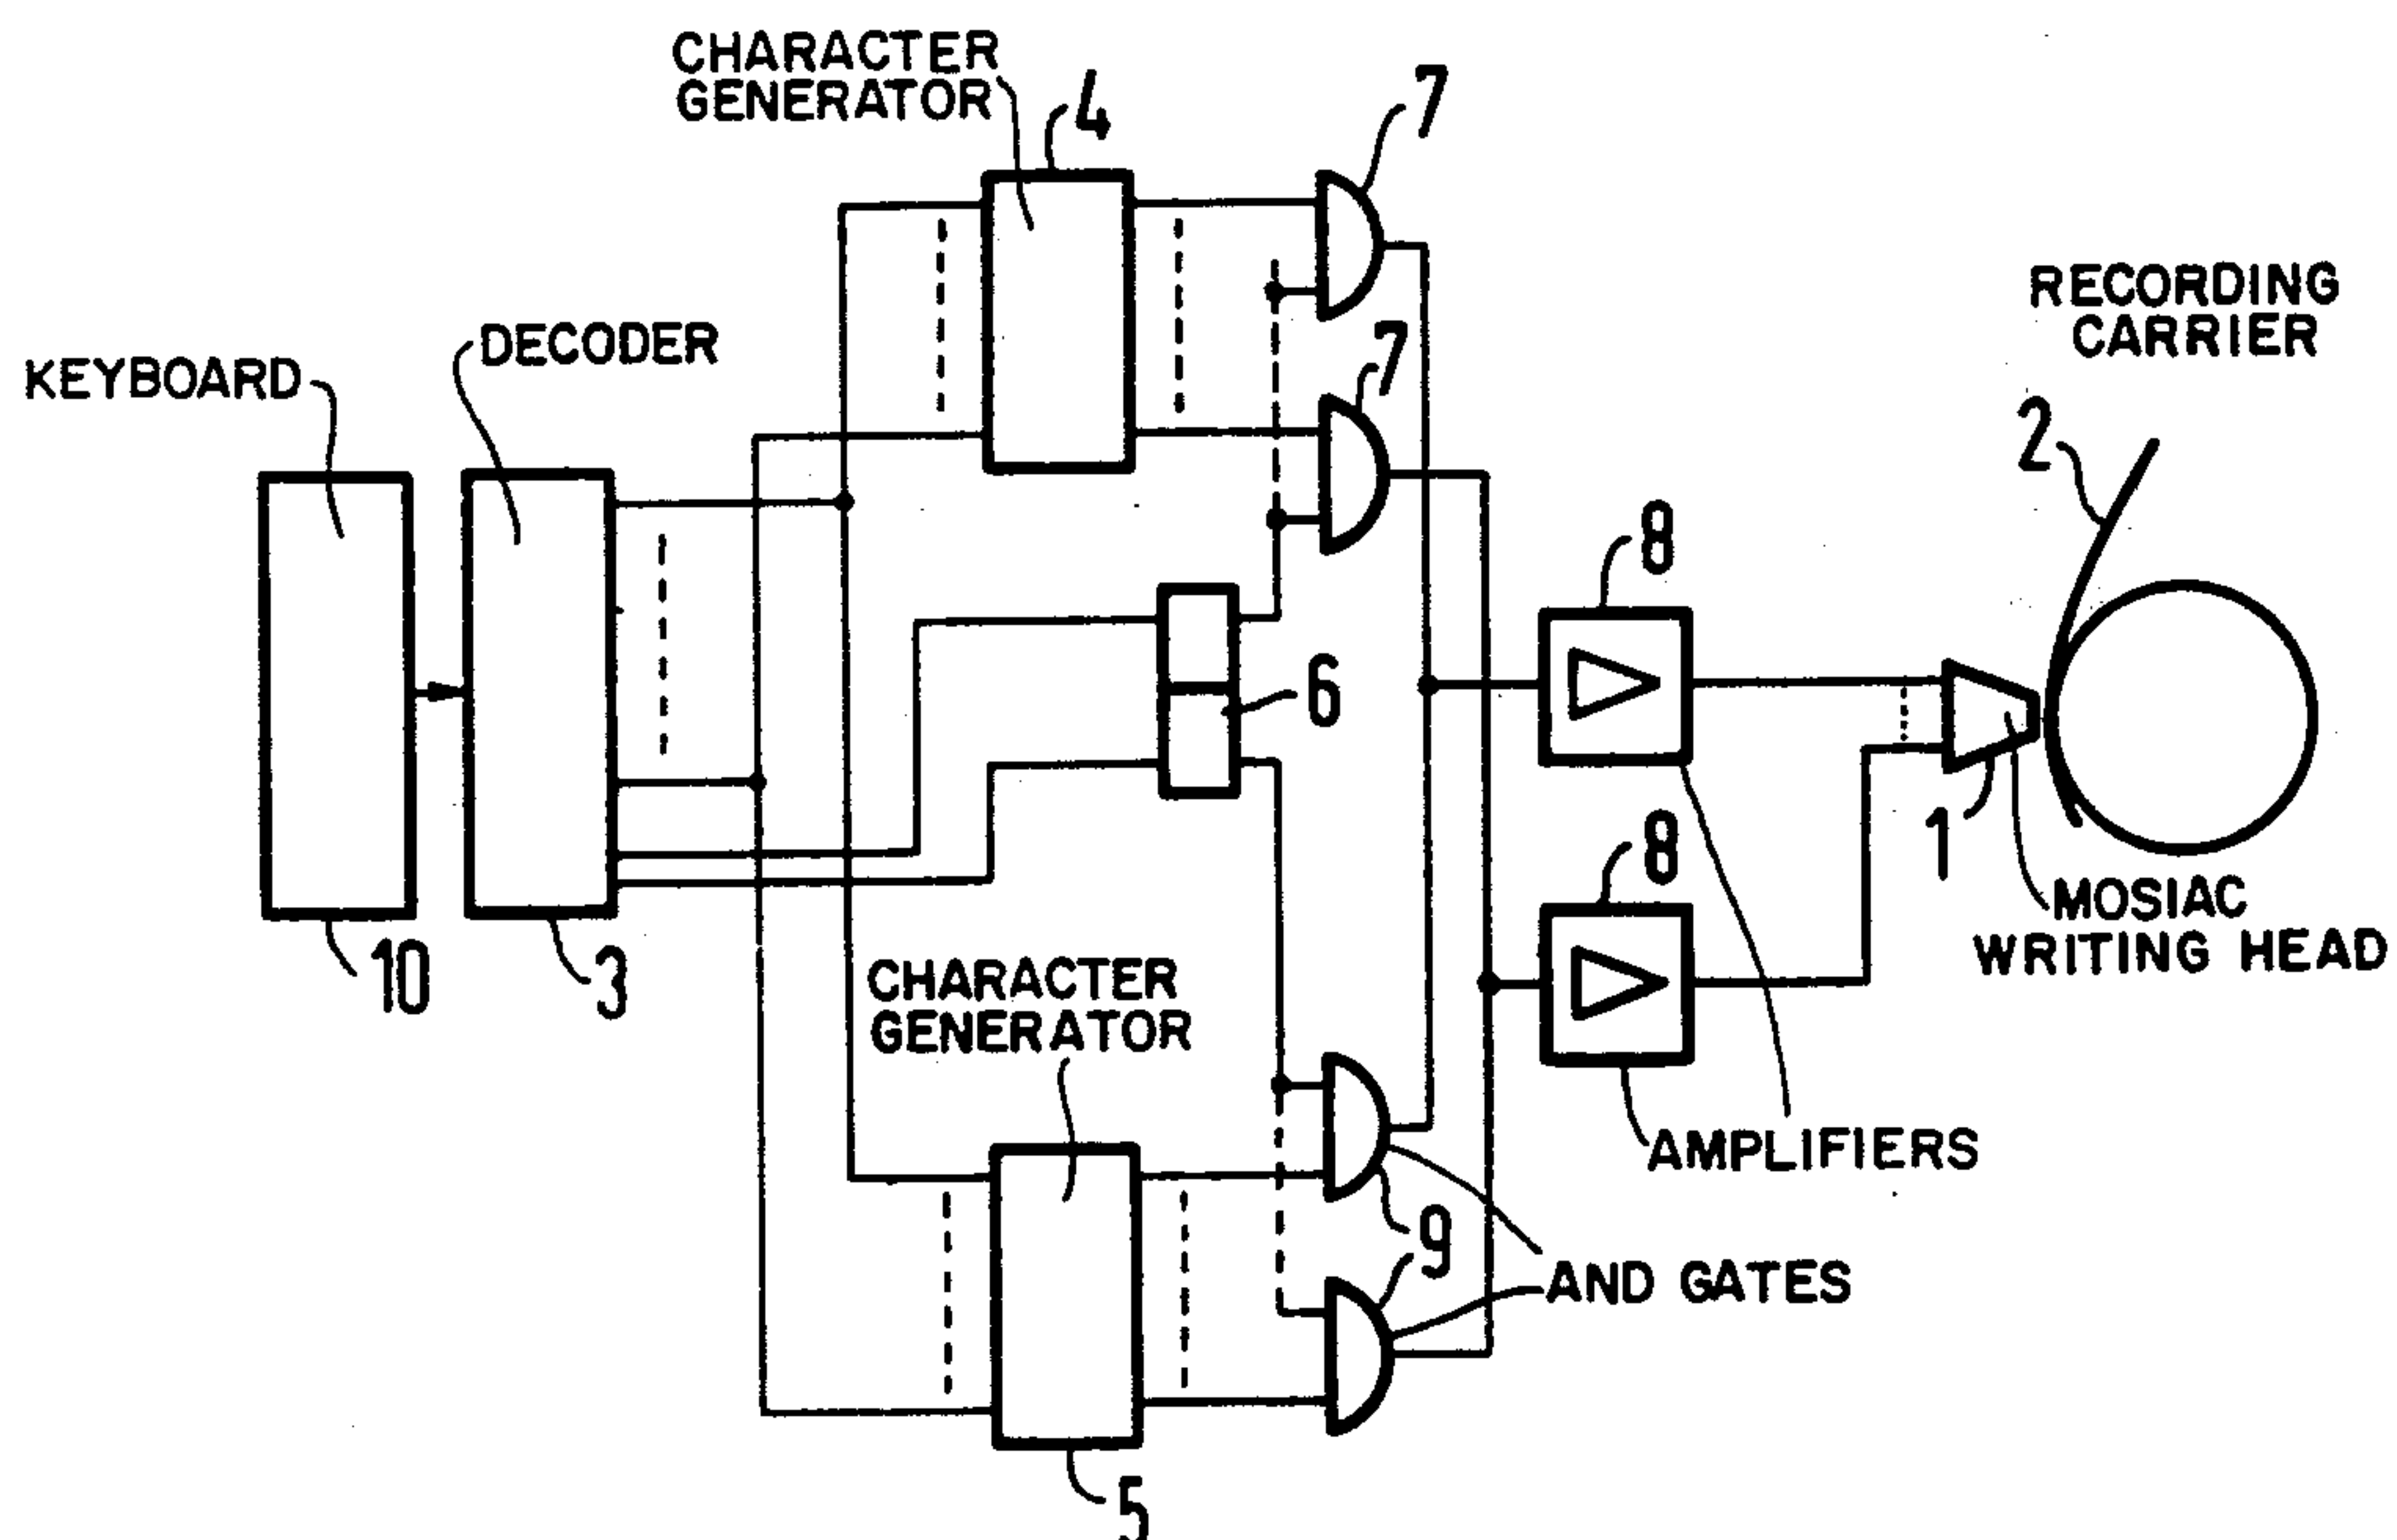 CHARACTER
GENERATOR
4
7
RECORDING
CARRIER
DECODER
KEYBOARD
7
2
8
6
8
1
MOSIAC
WRITING HEAD
10
3
CHARACTER
GENERATOR
AMPLIFIERS
9
AND GATES
5